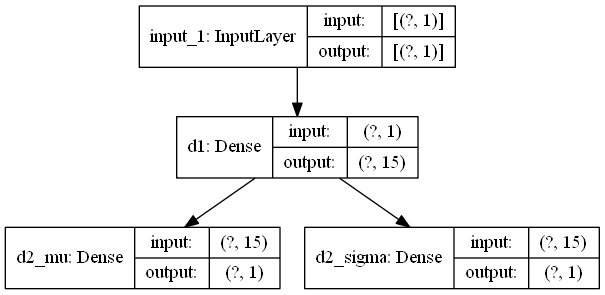 input_1: InputLayer input: [(?, 1)]
output: [(?, 1)]
d1: Dense input: (?, 1)
output: (?, 15)
d2_mu: Dense input: (?, 15)
output: (?, 1)
d2_sigma: Dense input: (?, 15)
output: (?, 1)